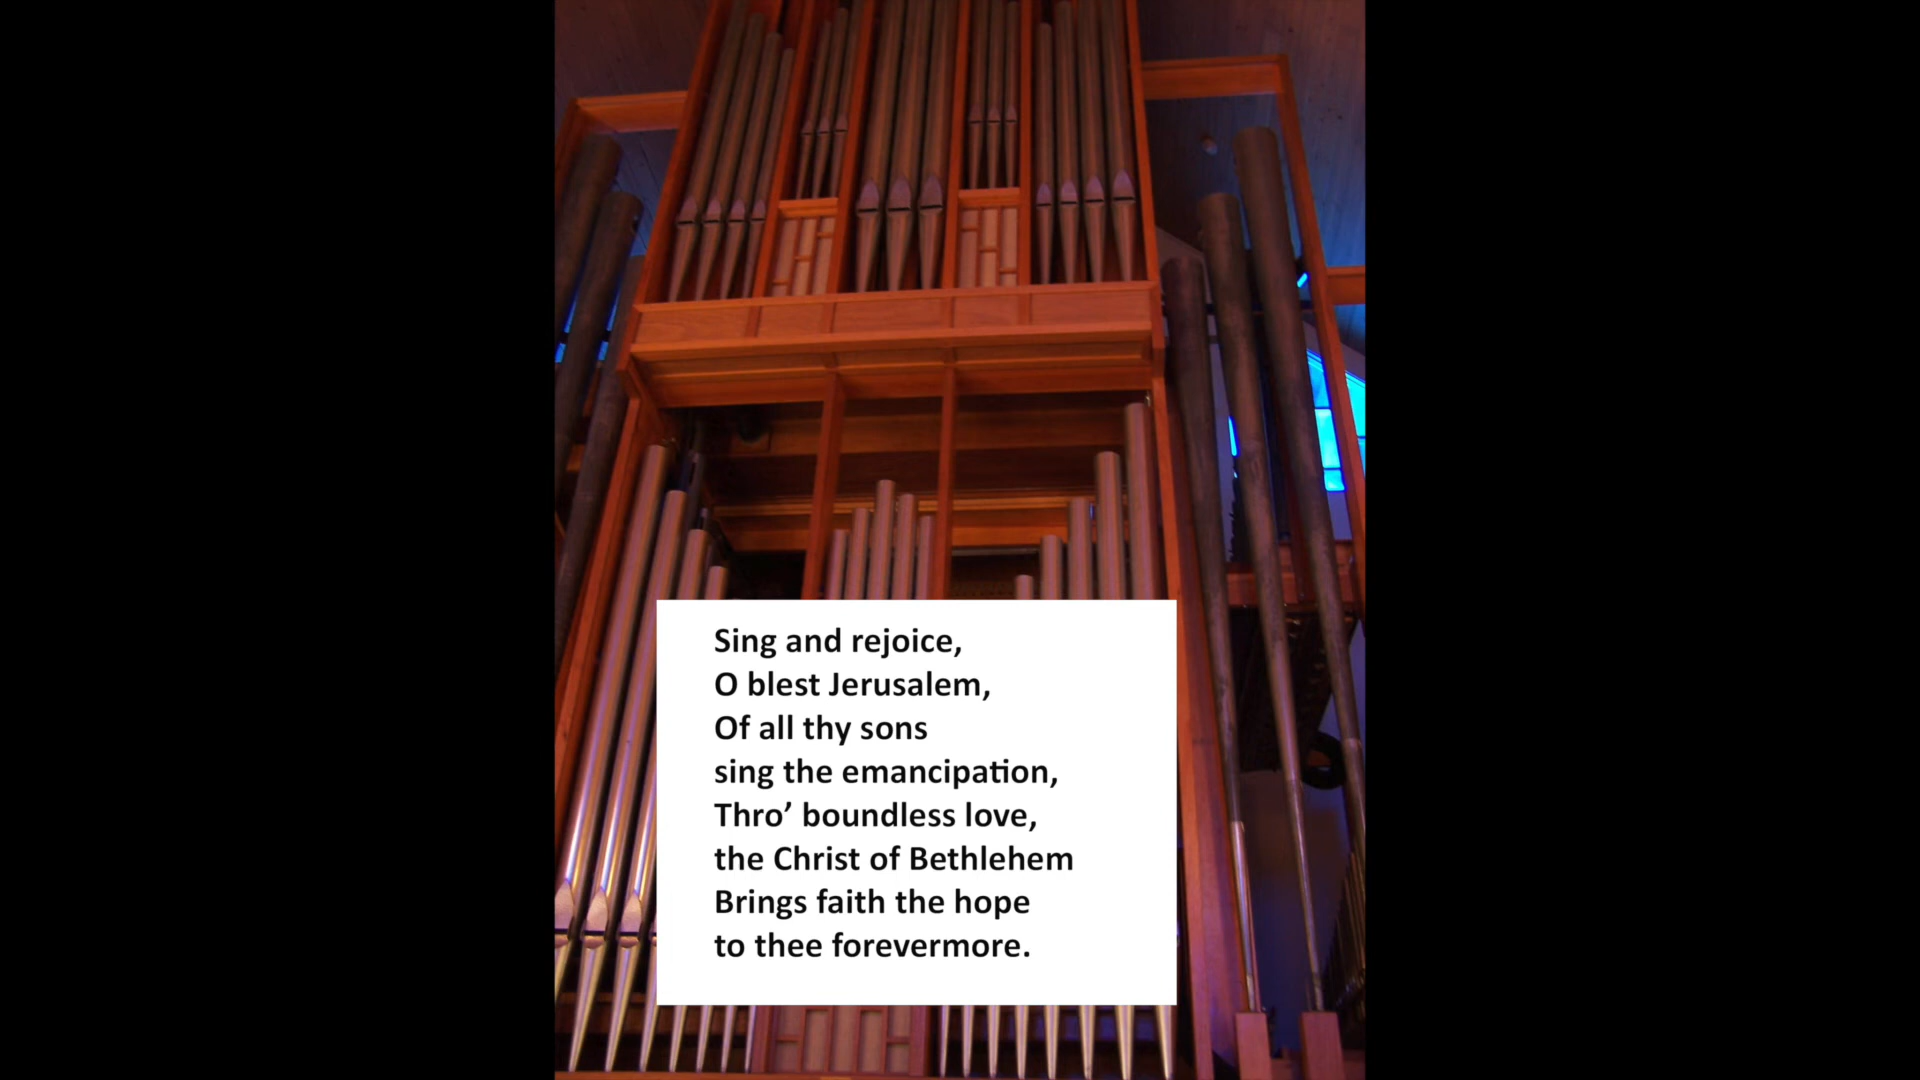 Sing and rejoice,
O blest Jerusalem,
Of all thy sons
sing the emancipation,
Thro’ boundless love,
the Christ of Bethlehem
Brings faith the hope
to thee forevermore.